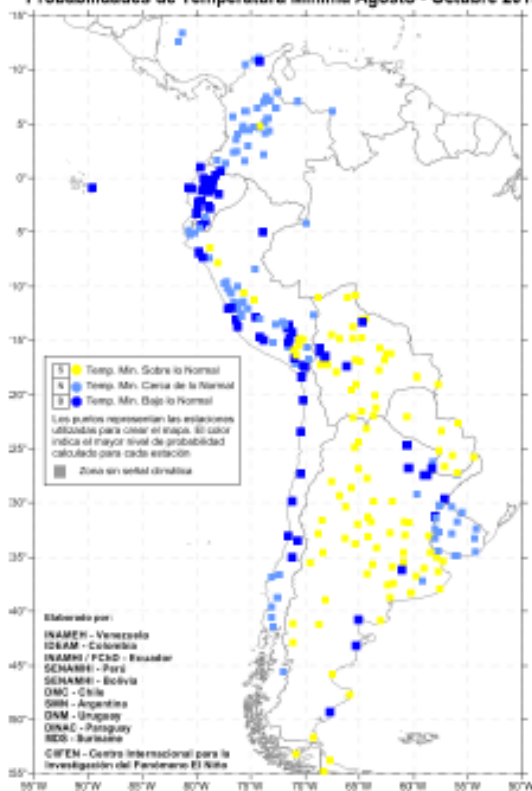 Probabilidades de Temperatura Mínima Agosto - Octubre 201
15°
10°
5°
0°
5°
10°
15°
20°
25°
30°
35°
40°
45°
50°
55°
S Temp. Min. Sobre lo Normal
N Temp. Min. Cerca de lo Normal
B Temp. Min. Bajo lo Normal
Los puntos representan las estaciones
utilizadas para crear el mapa. El color
indica el mayor nivel de probabilidad
calculado para cada estación
Zona sin señal climática
Elaborado por:
INAMEH - Venezuela
IDEAM - Colombia
INAMHI / FChD - Ecuador
SENAMHI - Perú
SENAMHI - Bolivia
DMC - Chile
SMN - Argentina
DNM - Uruguay
DINAC - Paraguay
MDS - Suriname
CIIFEN - Centro Internacional para la
Investigación del Fenómeno El Niño
95°W 90°W 85°W 80°W 75°W 70°W 65°W 60°W 55°W 50°W